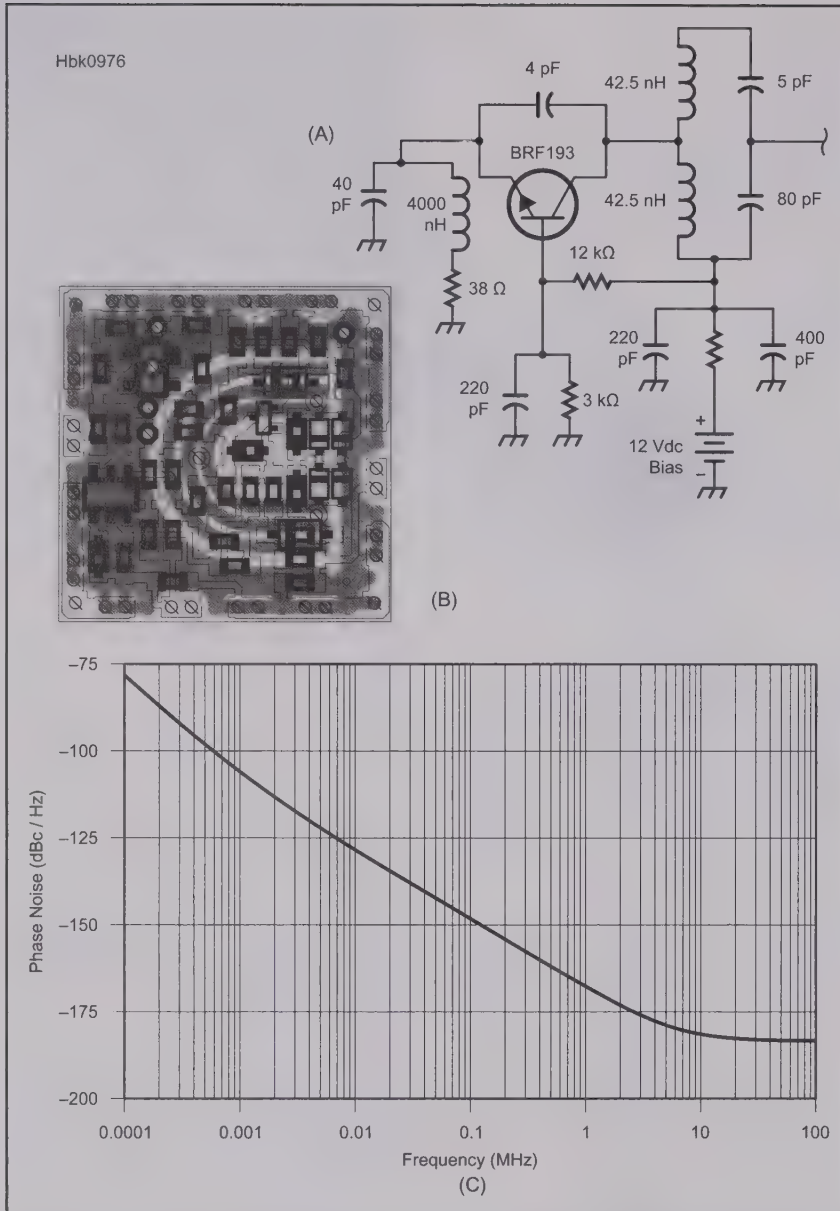 Hbk0976
(A)
4 pF
BRF193
42.5 nH
5 pF
42.5 nH
80 pF
40
pF
4000
nH
38 Ω
12 kΩ
220
pF
3 kΩ
220
pF
400
pF
12 Vdc
Bias
+
–
(B)
Phase Noise (dBc / Hz)
–75
–100
–125
–150
–175
–200
0.0001
0.001
0.01
0.1
1
10
100
Frequency (MHz)
(C)